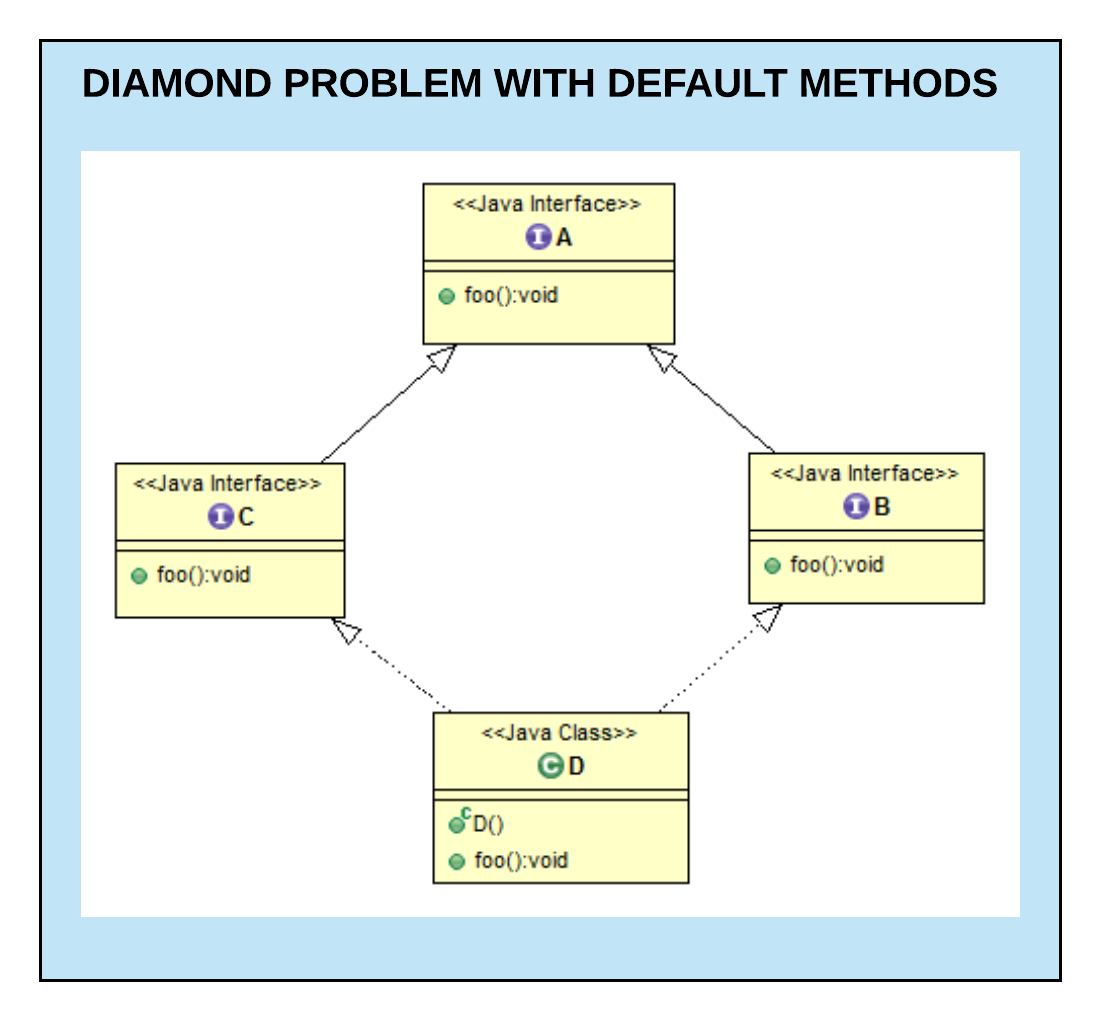 DIAMOND PROBLEM WITH DEFAULT METHODS
<<Java Interface>>
I A
foo():void
<<Java Interface>>
I C
foo():void
<<Java Interface>>
I B
foo():void
<<Java Class>>
C D
C D()
foo():void